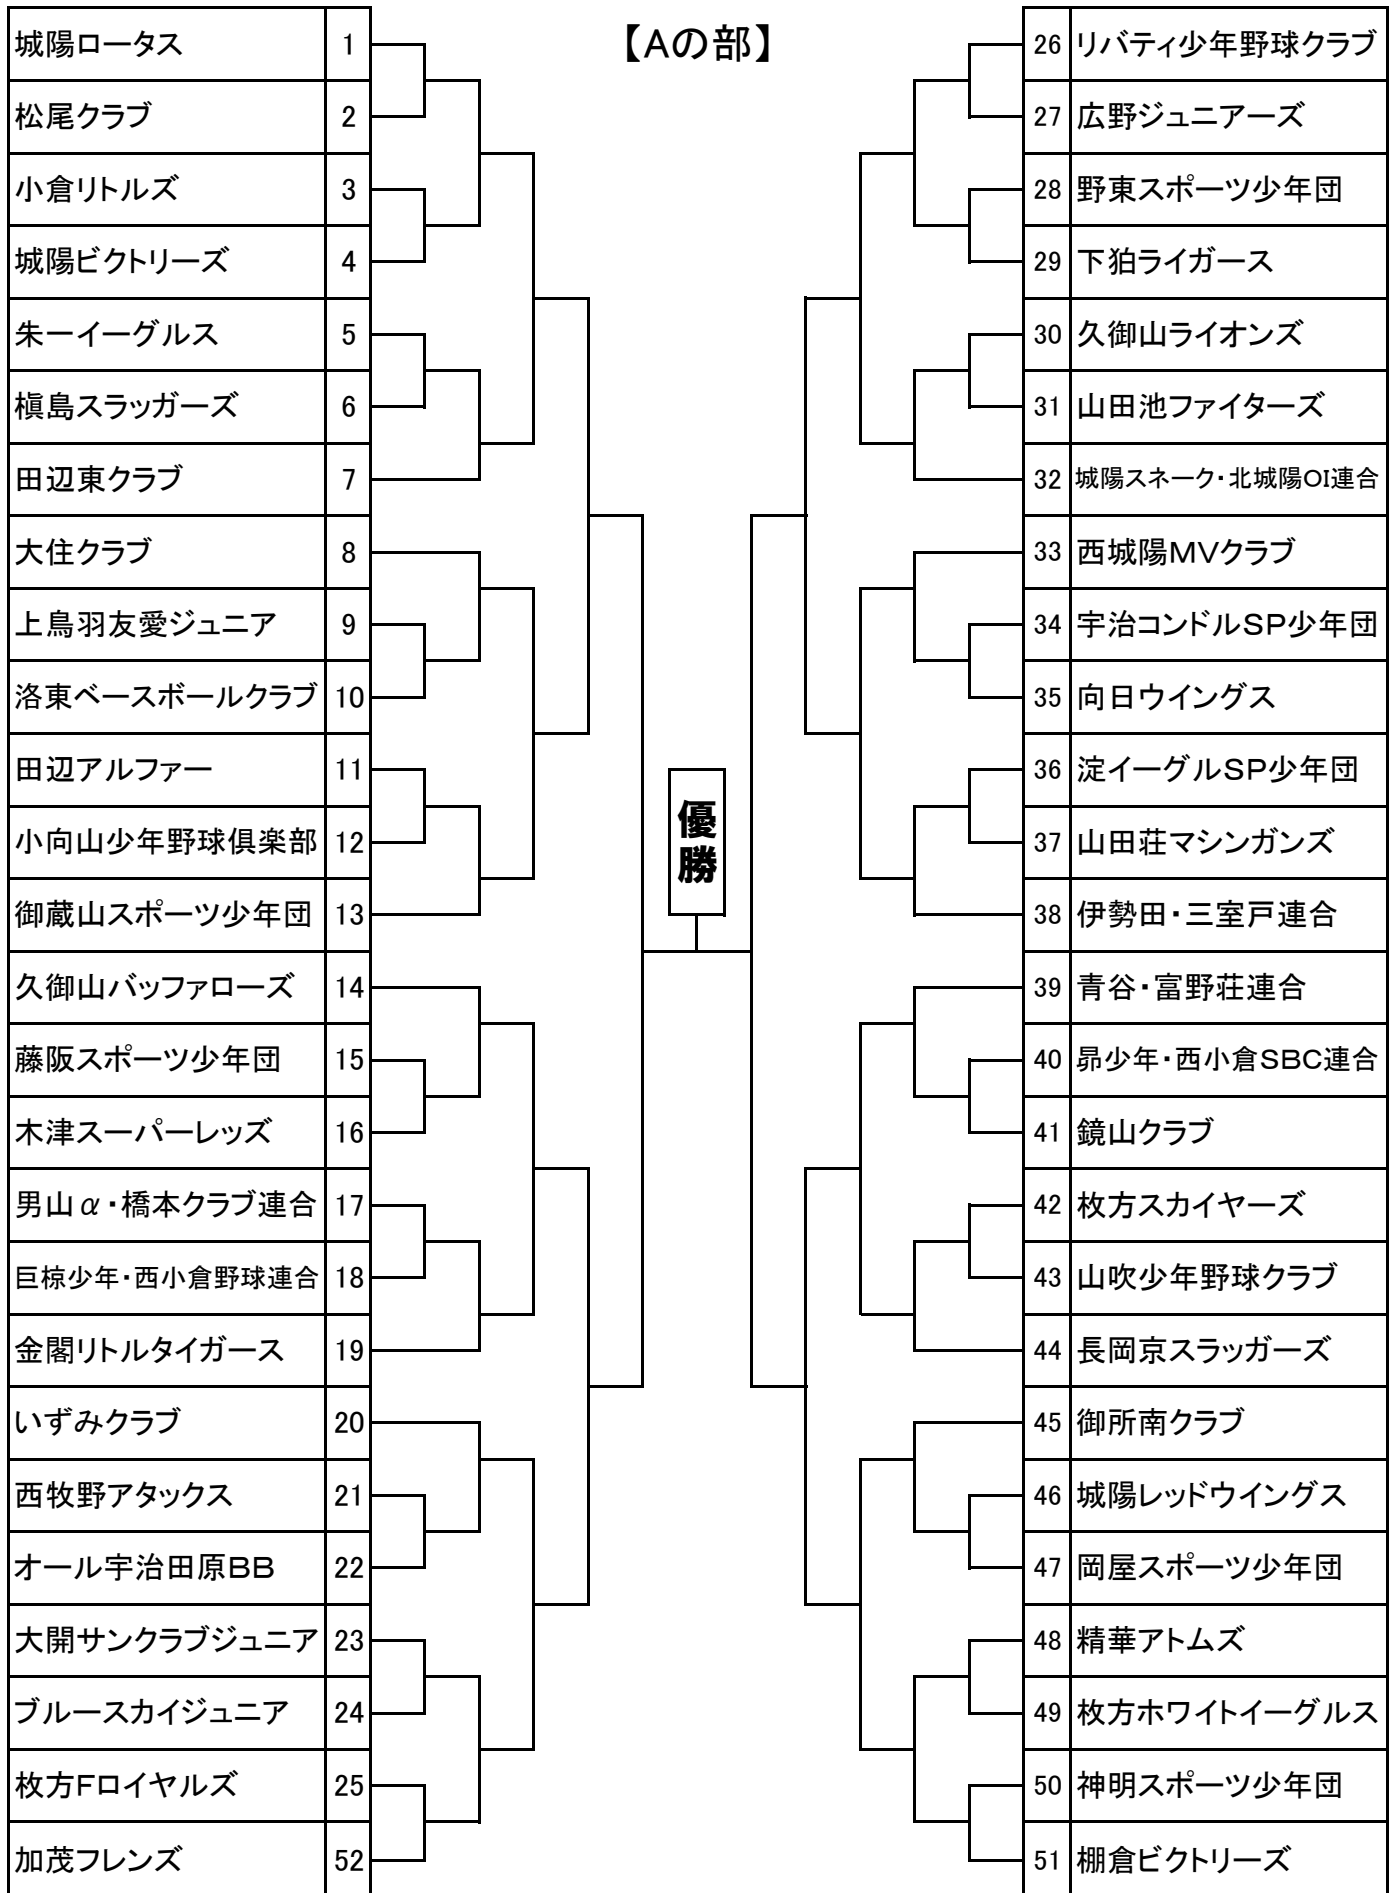 【Aの部】
城陽ロータス 1
松尾クラブ 2
小倉リトルズ 3
城陽ビクトリーズ 4
朱一イーグルス 5
槇島スラッガーズ 6
田辺東クラブ 7
大住クラブ 8
上鳥羽友愛ジュニア 9
洛東ベースボールクラブ 10
田辺アルファー 11
小向山少年野球倶楽部 12
御蔵山スポーツ少年団 13
久御山バッファローズ 14
藤阪スポーツ少年団 15
木津スーパーレッズ 16
男山α・橋本クラブ連合 17
巨椋少年・西小倉野球連合 18
金閣リトルタイガース 19
いずみクラブ 20
西牧野アタックス 21
オール宇治田原BB 22
大開サンクラブジュニア 23
ブルースカイジュニア 24
枚方Fロイヤルズ 25
加茂フレンズ 52
優勝
26 リバティ少年野球クラブ
27 広野ジュニアーズ
28 野東スポーツ少年団
29 下狛ライガース
30 久御山ライオンズ
31 山田池ファイターズ
32 城陽スネーク・北城陽OI連合
33 西城陽MVクラブ
34 宇治コンドルSP少年団
35 向日ウイングス
36 淀イーグルSP少年団
37 山田荘マシンガンズ
38 伊勢田・三室戸連合
39 青谷・富野荘連合
40 昴少年・西小倉SBC連合
41 鏡山クラブ
42 枚方スカイヤーズ
43 山吹少年野球クラブ
44 長岡京スラッガーズ
45 御所南クラブ
46 城陽レッドウイングス
47 岡屋スポーツ少年団
48 精華アトムズ
49 枚方ホワイトイーグルス
50 神明スポーツ少年団
51 棚倉ビクトリーズ